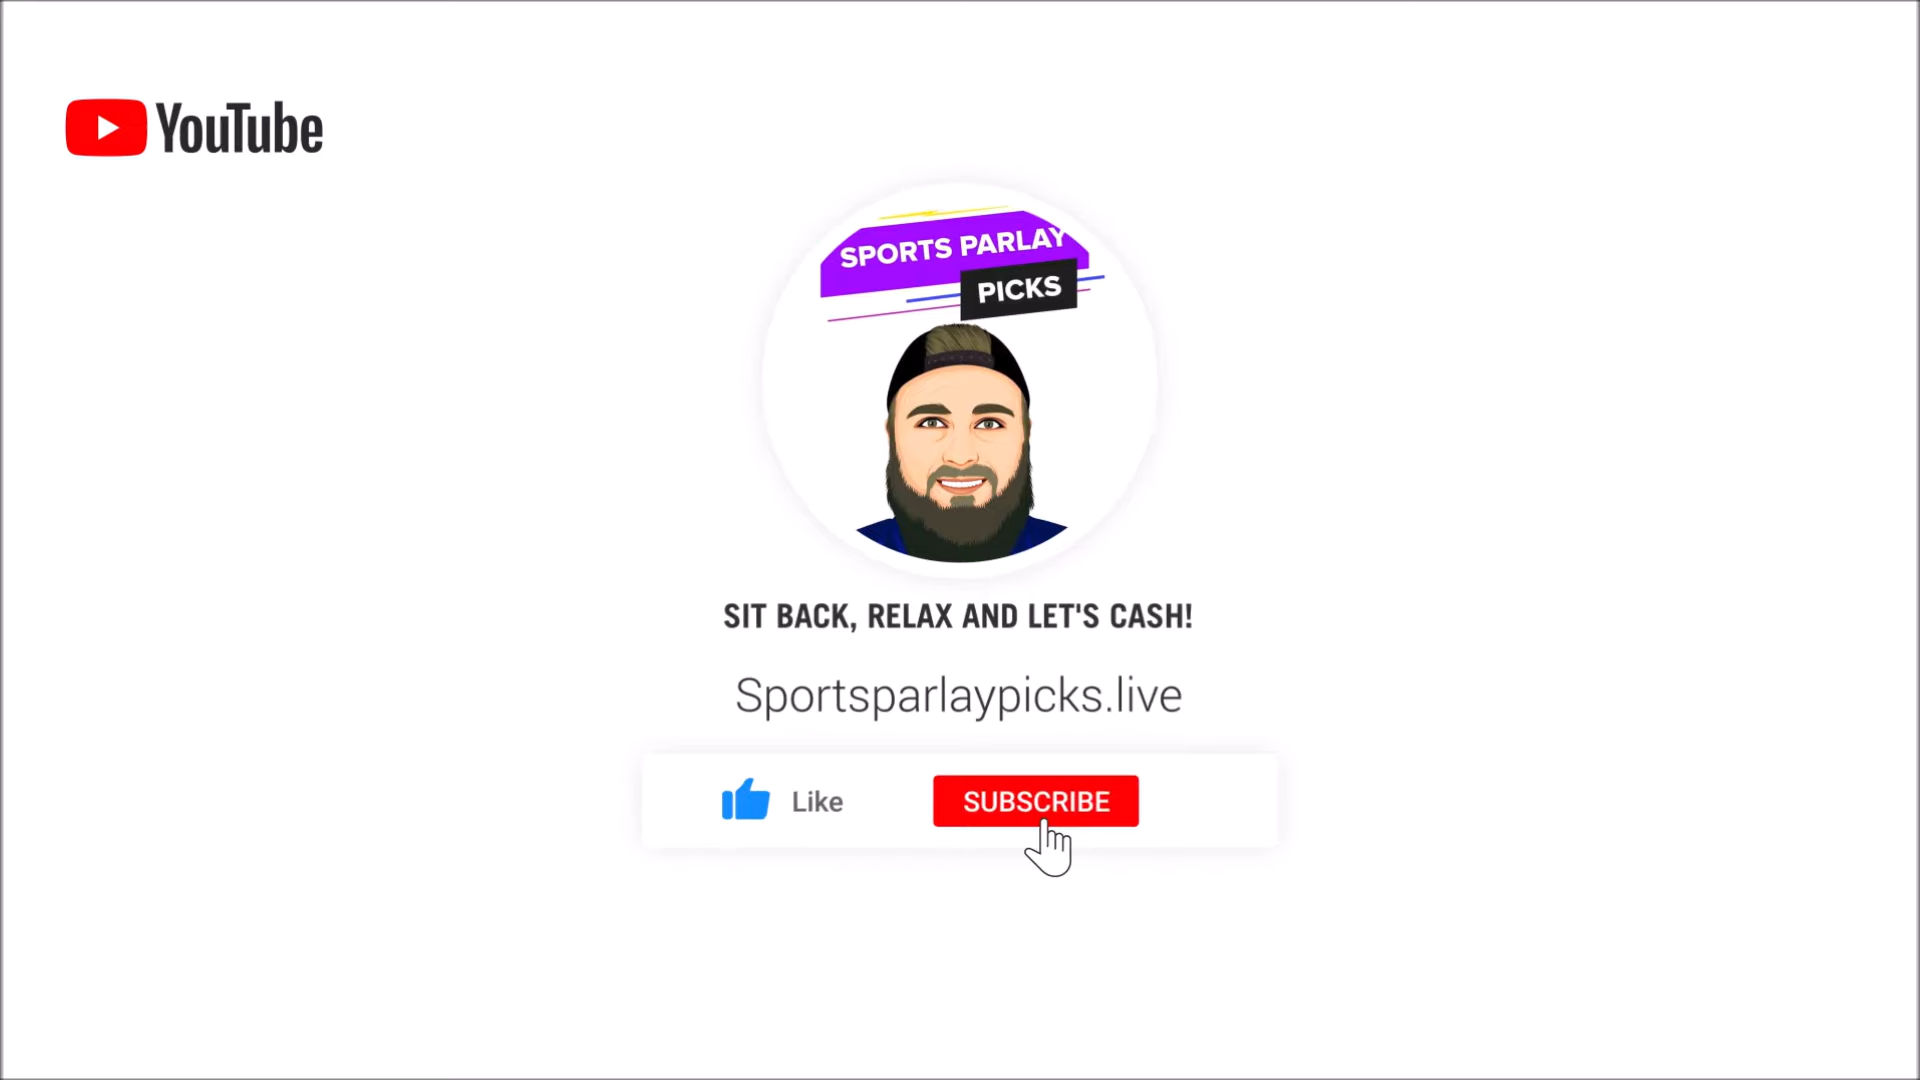 YouTube
SPORTS PARLAY
PICKS
SIT BACK, RELAX AND LET'S CASH!
Sportsparlaypicks.live
Like
SUBSCRIBE